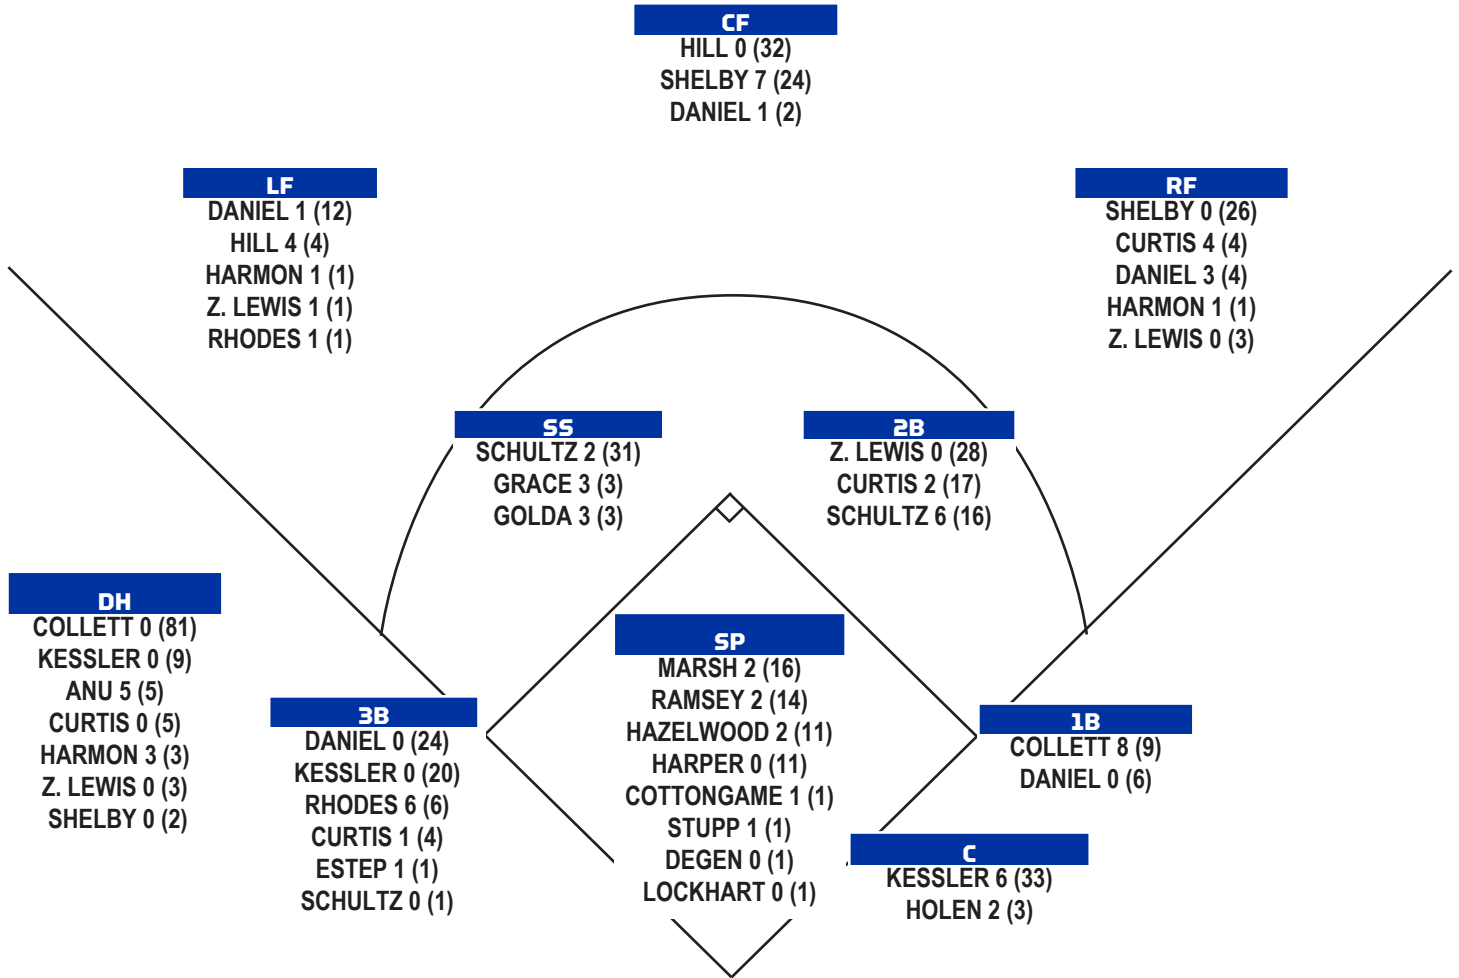 CF
HILL 0 (32)
SHELBY 7 (24)
DANIEL 1 (2)
LF
DANIEL 1 (12)
HILL 4 (4)
HARMON 1 (1)
Z. LEWIS 1 (1)
RHODES 1 (1)
RF
SHELBY 0 (26)
CURTIS 4 (4)
DANIEL 3 (4)
HARMON 1 (1)
Z. LEWIS 0 (3)
SS
SCHULTZ 2 (31)
GRACE 3 (3)
GOLDA 3 (3)
2B
Z. LEWIS 0 (28)
CURTIS 2 (17)
SCHULTZ 6 (16)
DH
COLLETT 0 (81)
KESSLER 0 (9)
ANU 5 (5)
CURTIS 0 (5)
HARMON 3 (3)
Z. LEWIS 0 (3)
SHELBY 0 (2)
3B
DANIEL 0 (24)
KESSLER 0 (20)
RHODES 6 (6)
CURTIS 1 (4)
ESTEP 1 (1)
SCHULTZ 0 (1)
SP
MARSH 2 (16)
RAMSEY 2 (14)
HAZELWOOD 2 (11)
HARPER 0 (11)
COTTONGAME 1 (1)
STUPP 1 (1)
DEGEN 0 (1)
LOCKHART 0 (1)
1B
COLLETT 8 (9)
DANIEL 0 (6)
C
KESSLER 6 (33)
HOLEN 2 (3)